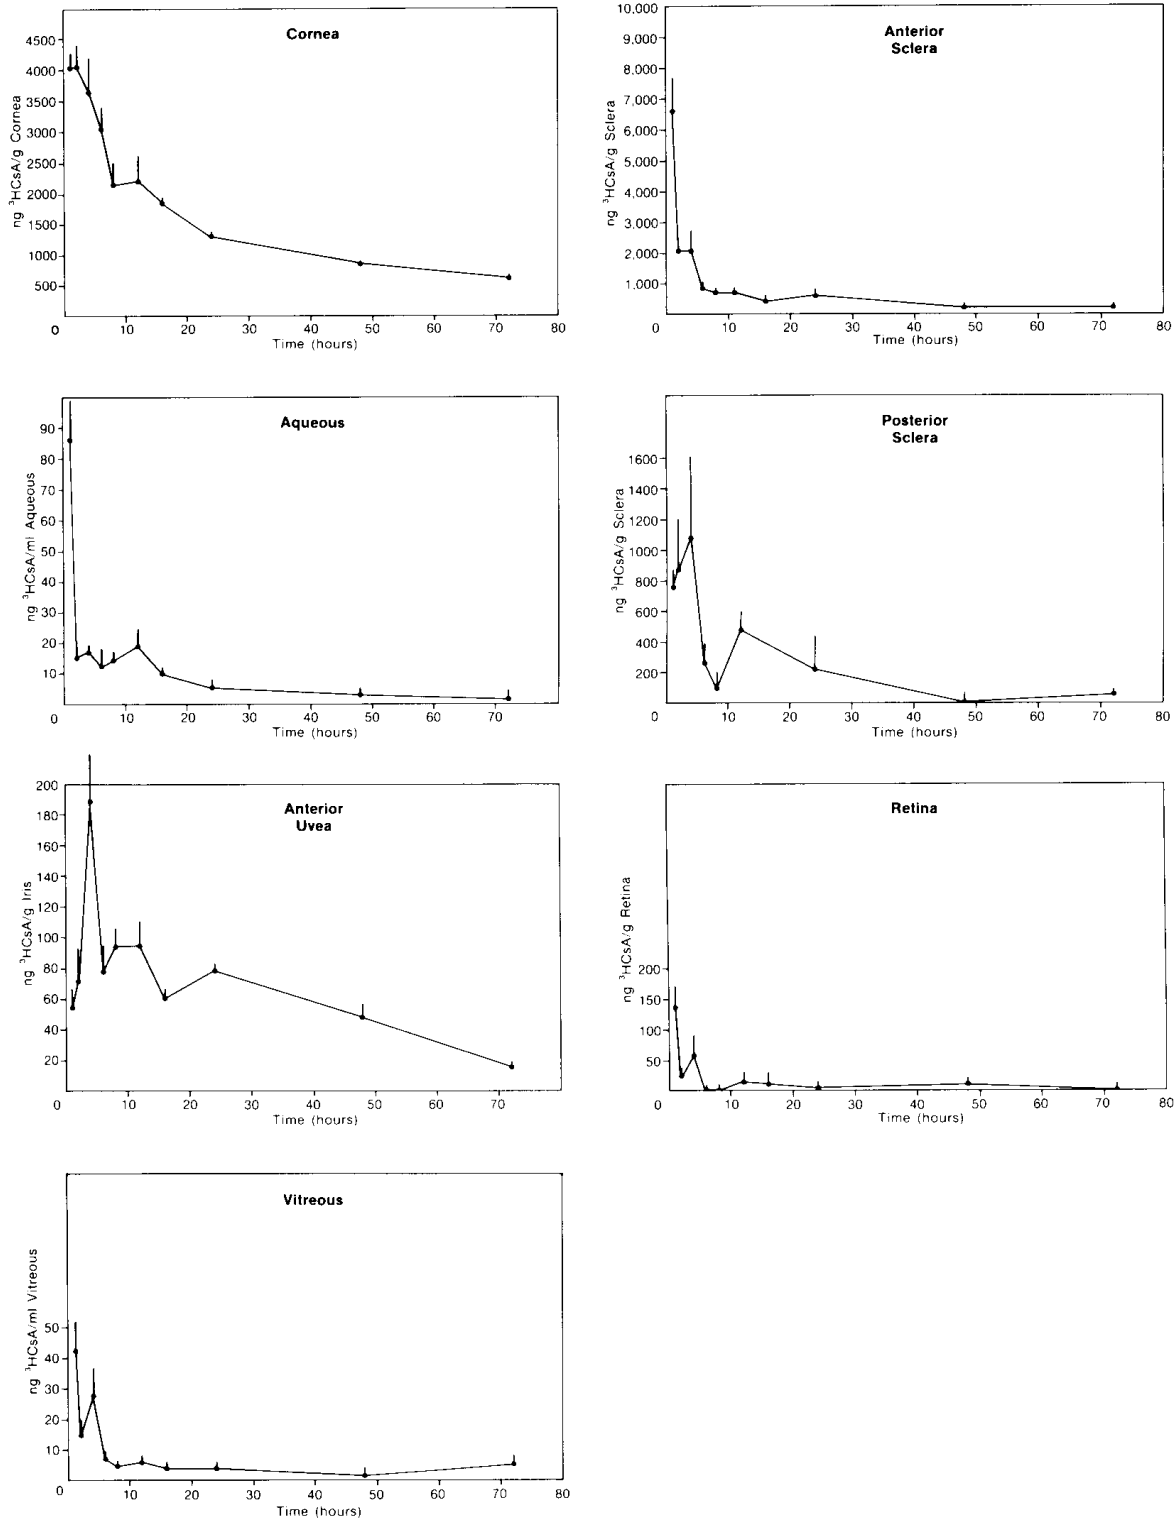 Cornea
ng ³HCsA/g Cornea
4500
4000
3500
3000
2500
2000
1500
1000
500
0 10 20 30 40 50 60 70 80
Time (hours)
Anterior
Sclera
ng ³HCsA/g Sclera
10,000
9,000
8,000
7,000
6,000
5,000
4,000
3,000
2,000
1,000
0 10 20 30 40 50 60 70 80
Time (hours)
Aqueous
ng ³HCsA/ml Aqueous
90
80
70
60
50
40
30
20
10
0 10 20 30 40 50 60 70
Time (hours)
Posterior
Sclera
ng ³HCsA/g Sclera
1600
1400
1200
1000
800
600
400
200
0 10 20 30 40 50 60 70 80
Time (hours)
Anterior
Uvea
ng ³HCsA/g Iris
200
180
160
140
120
100
80
60
40
20
0 10 20 30 40 50 60 70
Time (hours)
Retina
ng ³HCsA/g Retina
200
150
100
50
0 10 20 30 40 50 60 70 80
Time (hours)
Vitreous
ng ³HCsA/ml Vitreous
50
40
30
20
10
0 10 20 30 40 50 60 70 80
Time (hours)